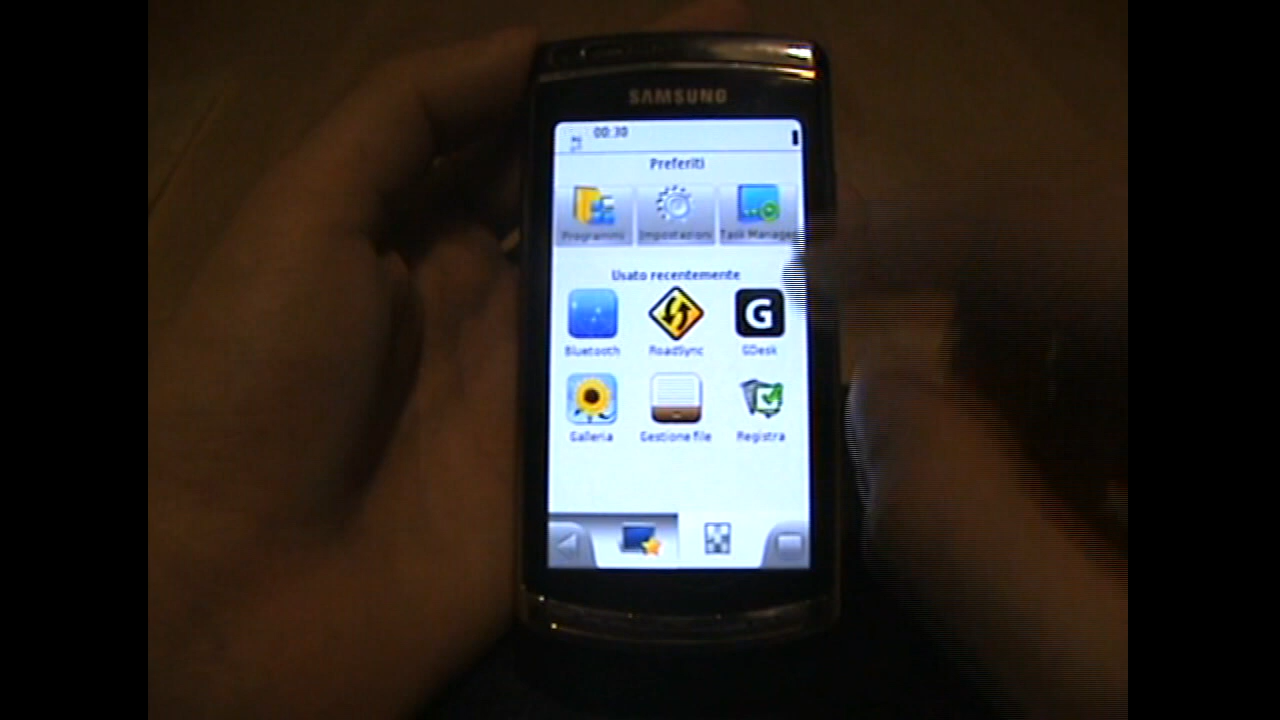 SAMSUNG
00:30
Preferiti
Programmi Impostazioni Task Manager
Usato recentemente
Bluetooth RoadSync GDesk
G
Galleria Gestione file Registra